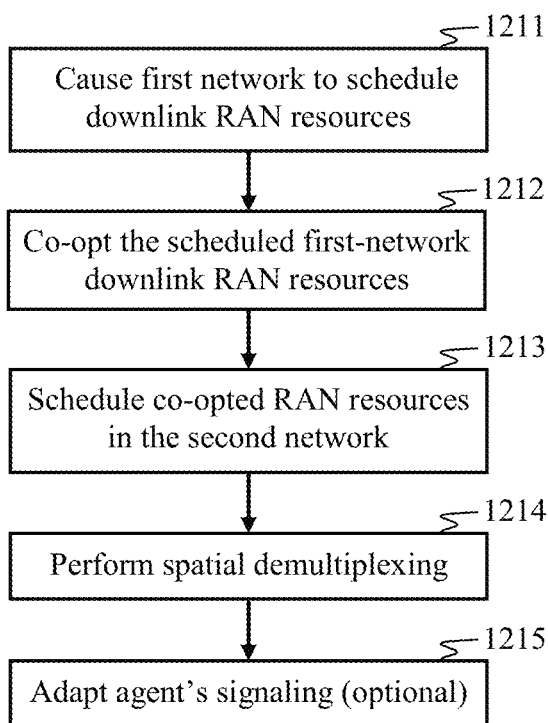 1211
Cause first network to schedule
downlink RAN resources
1212
Co-opt the scheduled first-network
downlink RAN resources
1213
Schedule co-opted RAN resources
in the second network
1214
Perform spatial demultiplexing
1215
Adapt agent's signaling (optional)